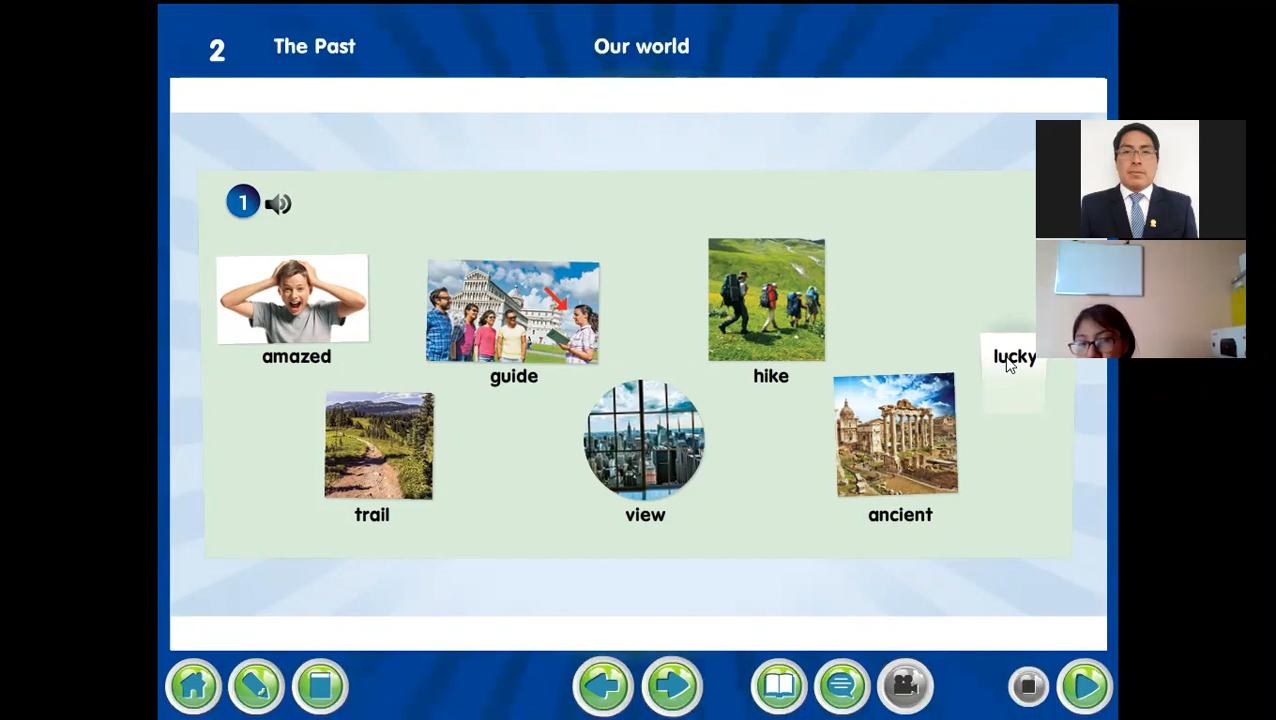 2 The Past Our world
1
amazed
guide
hike
lucky
trail
view
ancient